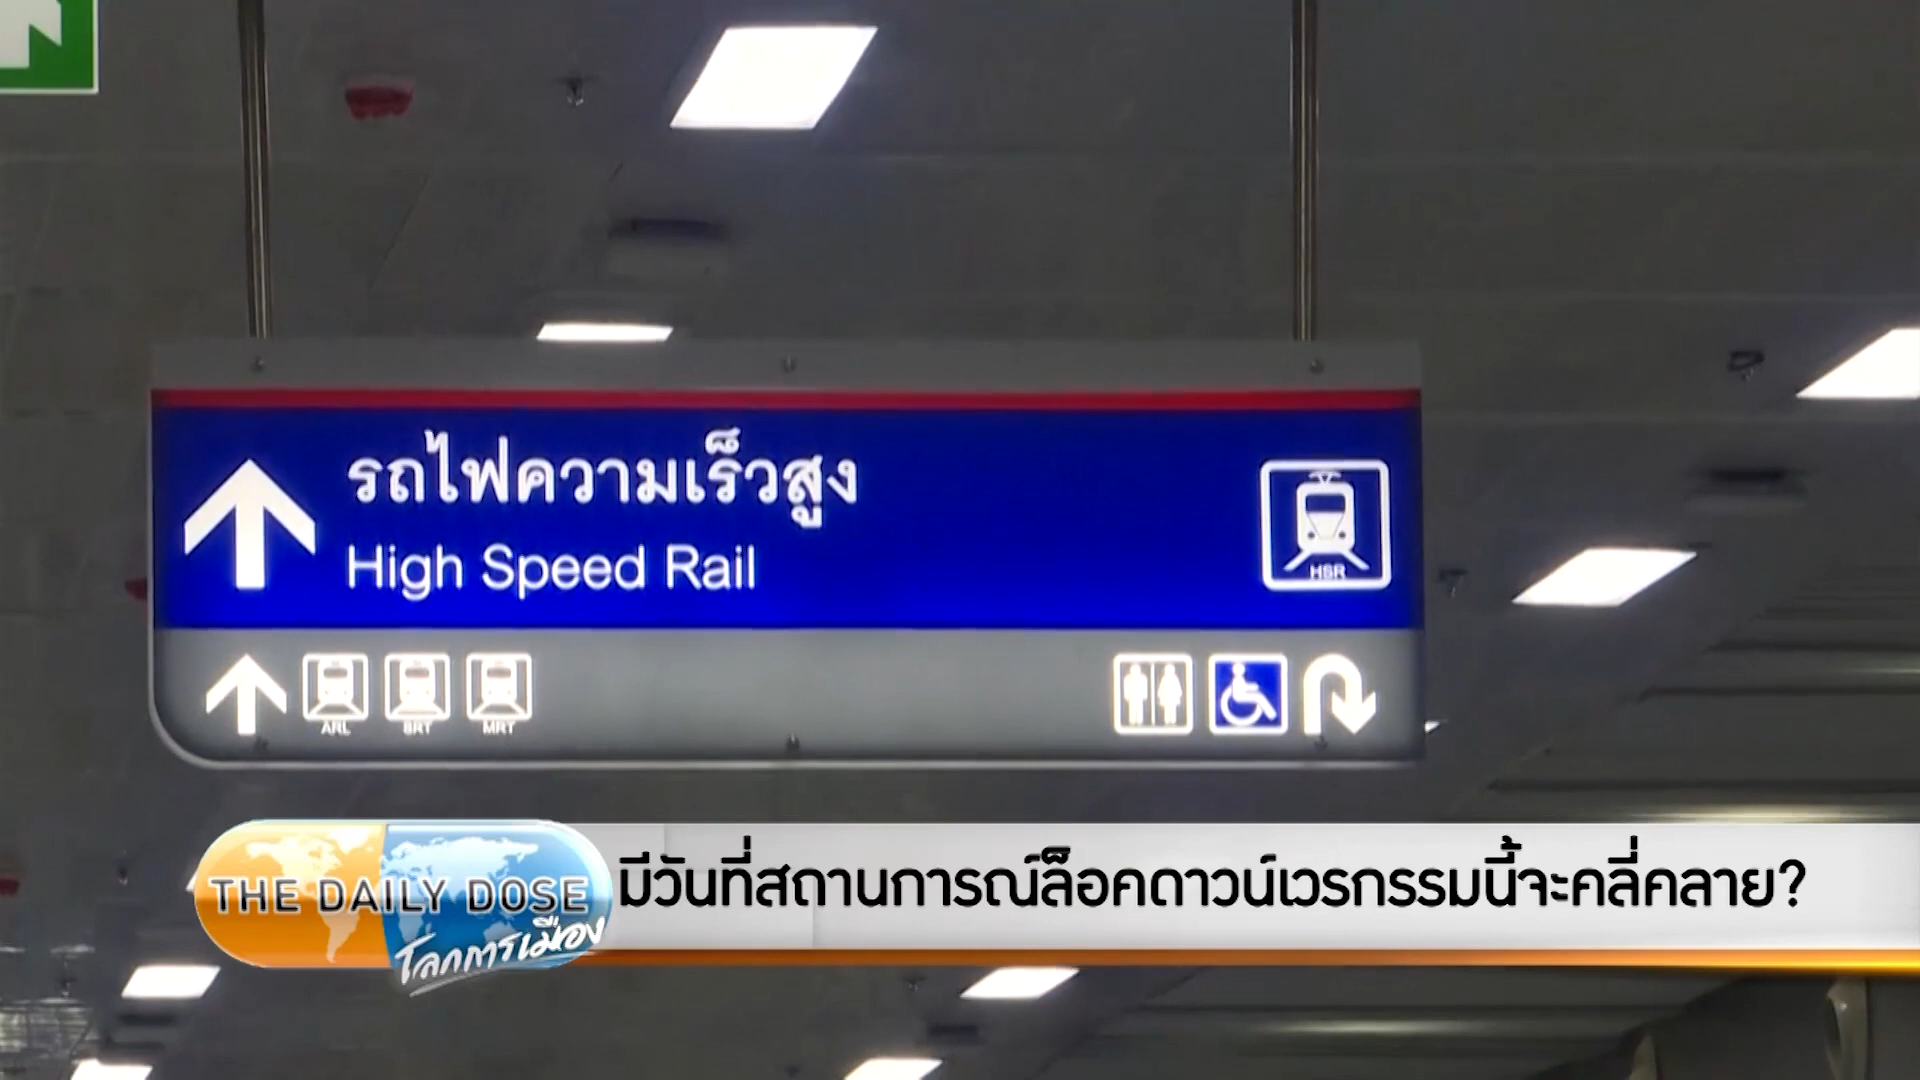 รถไฟความเร็วสูง
High Speed Rail
HSR
ARL
BRT
MRT
THE DAILY DOSE
โลกการเมือง
มีวันที่สถานการณ์ล็อคดาวน์เวรกรรมนี้จะคลี่คลาย?